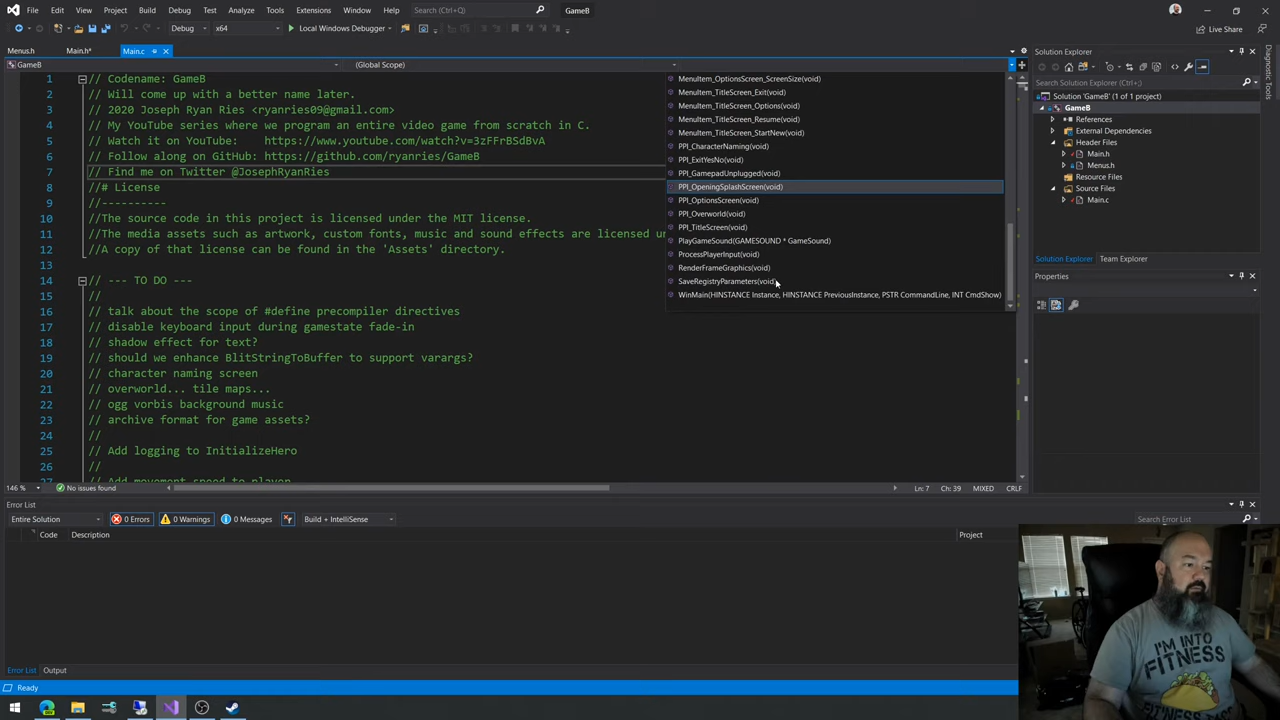 File Edit View Project Build Debug Test Analyze Tools Extensions Window Help Search (Ctrl+Q) GameB
Debug x64 Local Windows Debugger Live Share
Menus.h Main.h* Main.c
GameB (Global Scope)
1 // Codename: GameB
2 // Will come up with a better name later.
3 // 2020 Joseph Ryan Ries <ryanries09@gmail.com>
4 // My YouTube series where we program an entire video game from scratch in C.
5 // Watch it on YouTube: https://www.youtube.com/watch?v=3zFFrBSdBvA
6 // Follow along on GitHub: https://github.com/ryanries/GameB
7 // Find me on Twitter @JosephRyanRies
8 //# License
9 //----------
10 //The source code in this project is licensed under the MIT license.
11 //The media assets such as artwork, custom fonts, music and sound effects are licensed un
12 //A copy of that license can be found in the 'Assets' directory.
13
14 // --- TO DO ---
15 //
16 // talk about the scope of #define precompiler directives
17 // disable keyboard input during gamestate fade-in
18 // shadow effect for text?
19 // should we enhance BlitStringToBuffer to support varargs?
20 // character naming screen
21 // overworld... tile maps...
22 // ogg vorbis background music
23 // archive format for game assets?
24 //
25 // Add logging to InitializeHero
26 //
27 // Add movement speed to player
MenuItem_OptionsScreen_ScreenSize(void)
MenuItem_TitleScreen_Exit(void)
MenuItem_TitleScreen_Options(void)
MenuItem_TitleScreen_Resume(void)
MenuItem_TitleScreen_StartNew(void)
PPI_CharacterNaming(void)
PPI_ExitYesNo(void)
PPI_GamepadUnplugged(void)
PPI_OpeningSplashScreen(void)
PPI_OptionsScreen(void)
PPI_Overworld(void)
PPI_TitleScreen(void)
PlayGameSound(GAMESOUND * GameSound)
ProcessPlayerInput(void)
RenderFrameGraphics(void)
SaveRegistryParameters(void)
WinMain(HINSTANCE Instance, HINSTANCE PreviousInstance, PSTR CommandLine, INT CmdShow)
146 % No issues found Ln: 7 Ch: 39 MIXED CRLF
Solution Explorer
Search Solution Explorer (Ctrl+;)
Solution 'GameB' (1 of 1 project)
GameB
References
External Dependencies
Header Files
Main.h
Menus.h
Resource Files
Source Files
Main.c
Solution Explorer Team Explorer
Properties
Diagnostic Tools
Error List
Entire Solution 0 Errors 0 Warnings 0 Messages Build + IntelliSense Search Error List
Code Description Project
Error List Output
Ready
I'M INTO
FITNESS